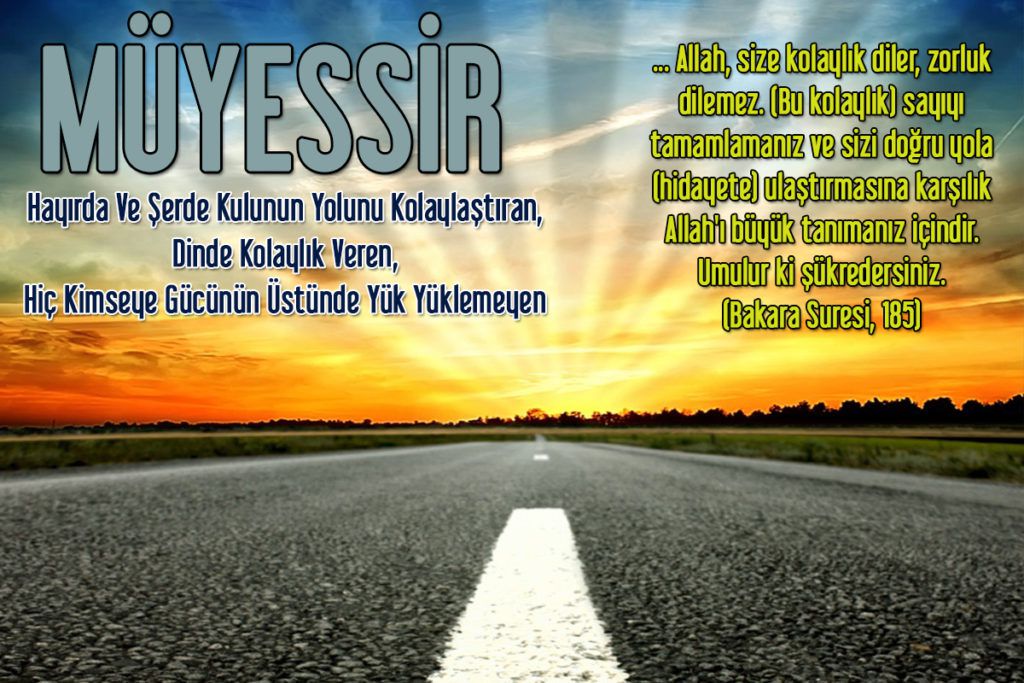 MÜYESSİR
Hayırda Ve Şerde Kulunun Yolunu Kolaylaştıran,
Dinde Kolaylık Veren,
Hiç Kimseye Gücünün Üstünde Yük Yüklemeyen
... Allah, size kolaylık diler, zorluk
dilemez. (Bu kolaylık) sayıyı
tamamlamanız ve sizi doğru yola
(hidayete) ulaştırmasına karşılık
Allah'ı büyük tanımanız içindir.
Umulur ki şükredersiniz.
(Bakara Suresi, 185)